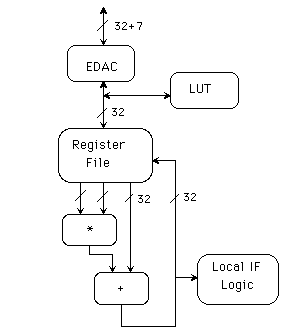 32+7
EDAC
LUT
32
Register
File
32
32
*
Local IF
Logic
+